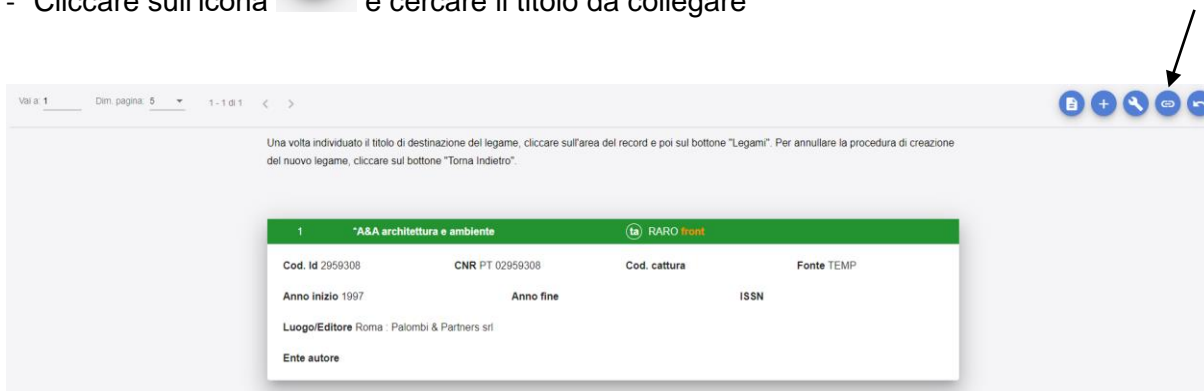 - Cliccare sull'icona e cercare il titolo da collegare
Vai a: 1 Dim. pagina: 5 1 - 1 di 1 < >
Una volta individuato il titolo di destinazione del legame, cliccare sull'area del record e poi sul bottone "Legami". Per annullare la procedura di creazione
del nuovo legame, cliccare sul bottone "Torna Indietro".
1 *A&A architettura e ambiente ta RARO front
Cod. Id 2959308 CNR PT 02959308 Cod. cattura Fonte TEMP
Anno inizio 1997 Anno fine ISSN
Luogo/Editore Roma : Palombi & Partners srl
Ente autore